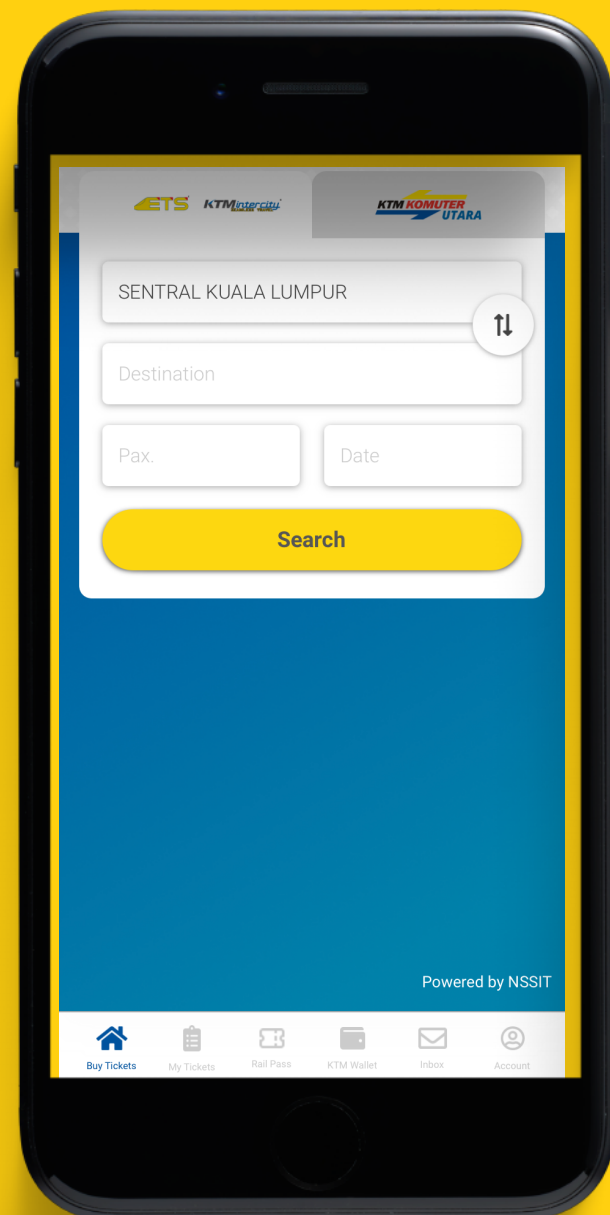 ETS KTM Intercity
KTM KOMUTER
UTARA
SENTRAL KUALA LUMPUR
Destination
Pax.
Date
Search
Powered by NSSIT
Buy Tickets
My Tickets
Rail Pass
KTM Wallet
Inbox
Account